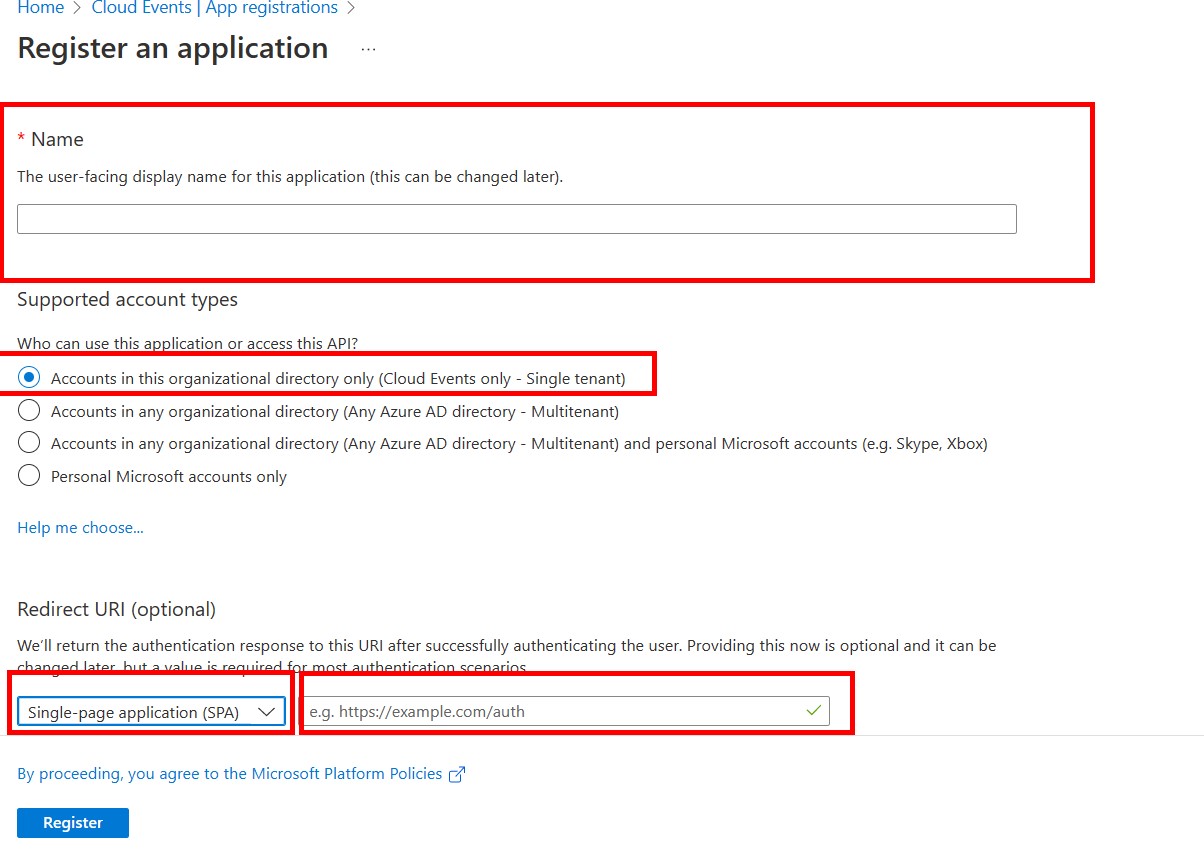 Home > Cloud Events | App registrations >
Register an application ...
* Name
The user-facing display name for this application (this can be changed later).
Supported account types
Who can use this application or access this API?
Accounts in this organizational directory only (Cloud Events only - Single tenant)
Accounts in any organizational directory (Any Azure AD directory - Multitenant)
Accounts in any organizational directory (Any Azure AD directory - Multitenant) and personal Microsoft accounts (e.g. Skype, Xbox)
Personal Microsoft accounts only
Help me choose...
Redirect URI (optional)
We'll return the authentication response to this URI after successfully authenticating the user. Providing this now is optional and it can be
changed later, but a value is required for most authentication scenarios.
Single-page application (SPA) e.g. https://example.com/auth
By proceeding, you agree to the Microsoft Platform Policies
Register